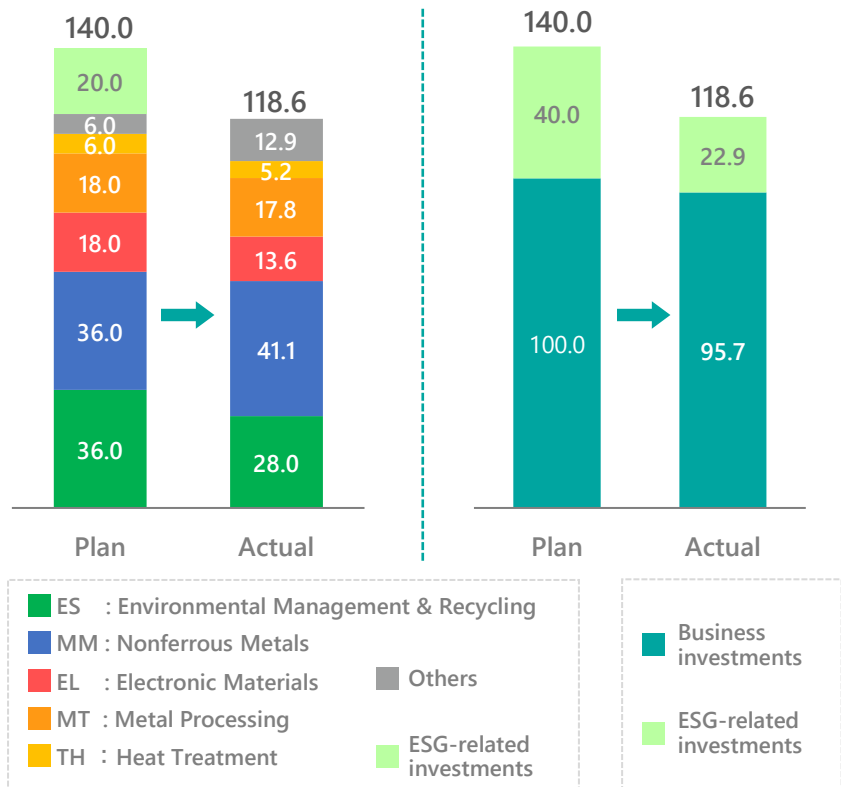 140.0
20.0
6.0
6.0
18.0
18.0
36.0
36.0
Plan
118.6
12.9
5.2
17.8
13.6
41.1
28.0
Actual
140.0
40.0
100.0
Plan
118.6
22.9
95.7
Actual
ES : Environmental Management & Recycling
MM : Nonferrous Metals
EL : Electronic Materials
MT : Metal Processing
TH : Heat Treatment
Others
ESG-related
investments
Business
investments
ESG-related
investments